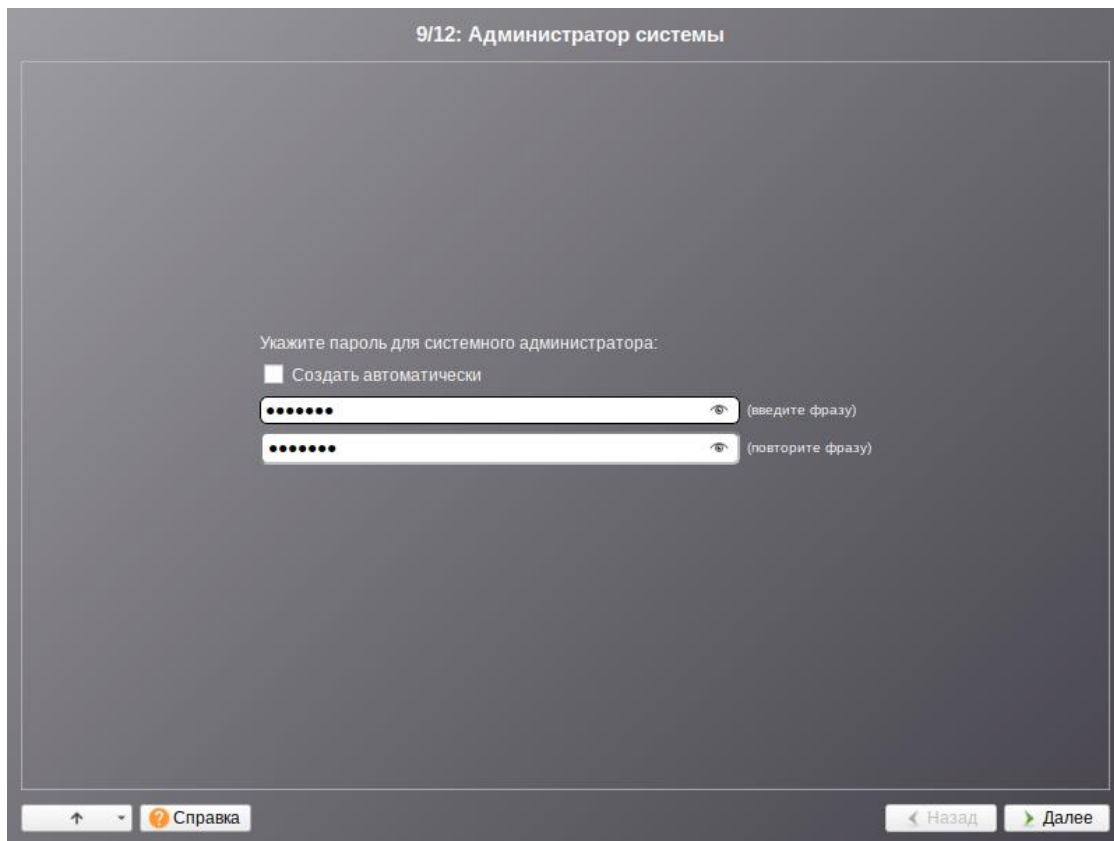 9/12: Администратор системы
Укажите пароль для системного администратора:
Создать автоматически
••••••• (введите фразу)
••••••• (повторите фразу)
Справка
Назад
Далее